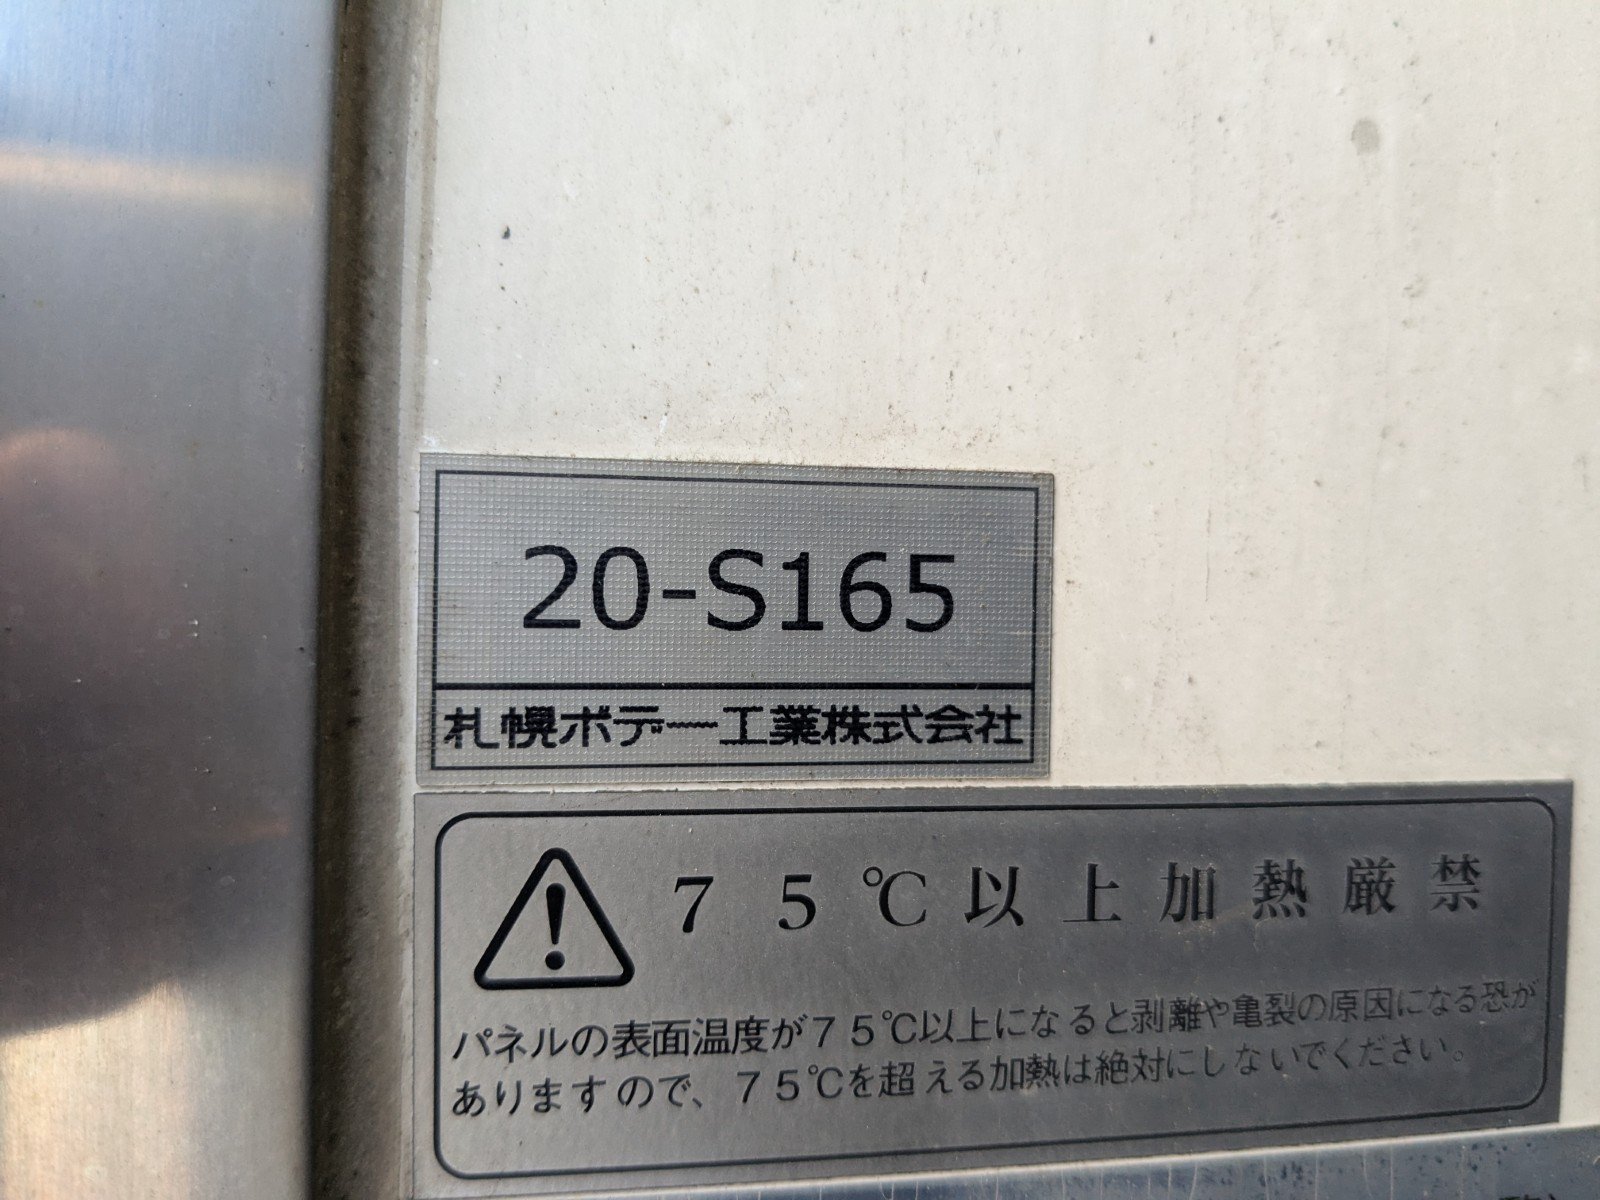 20-S165
札幌ボデー工業株式会社
７５℃以上加熱厳禁
パネルの表面温度が７５℃以上になると剥離や亀裂の原因になる恐が
ありますので、７５℃を超える加熱は絶対にしないでください。